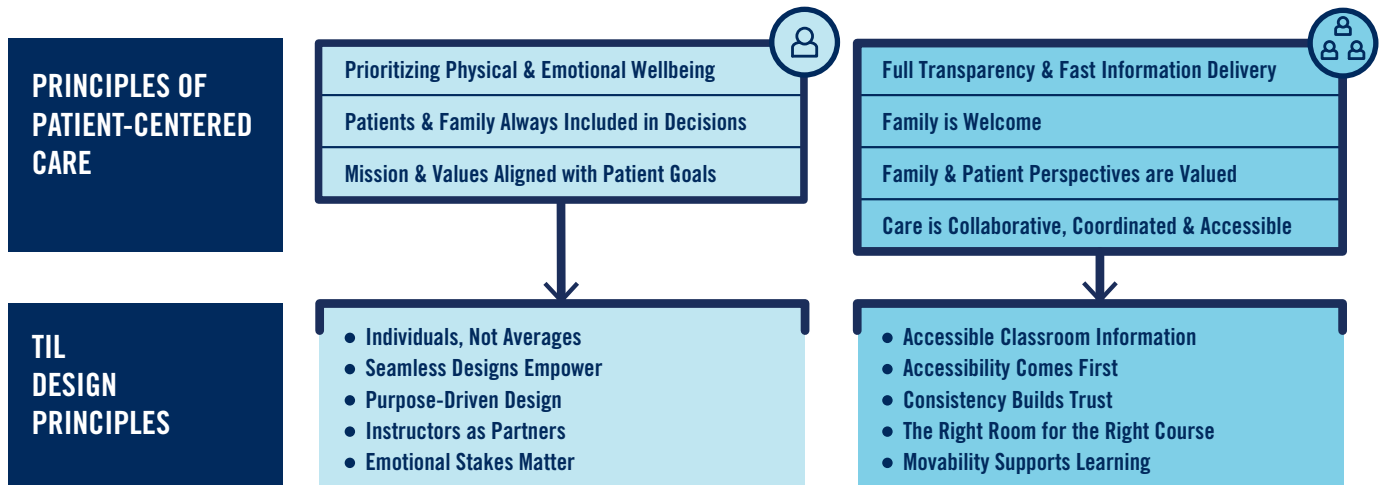 PRINCIPLES OF
PATIENT-CENTERED
CARE
Prioritizing Physical & Emotional Wellbeing
Patients & Family Always Included in Decisions
Mission & Values Aligned with Patient Goals
Full Transparency & Fast Information Delivery
Family is Welcome
Family & Patient Perspectives are Valued
Care is Collaborative, Coordinated & Accessible
TIL
DESIGN
PRINCIPLES
• Individuals, Not Averages
• Seamless Designs Empower
• Purpose-Driven Design
• Instructors as Partners
• Emotional Stakes Matter
• Accessible Classroom Information
• Accessibility Comes First
• Consistency Builds Trust
• The Right Room for the Right Course
• Movability Supports Learning